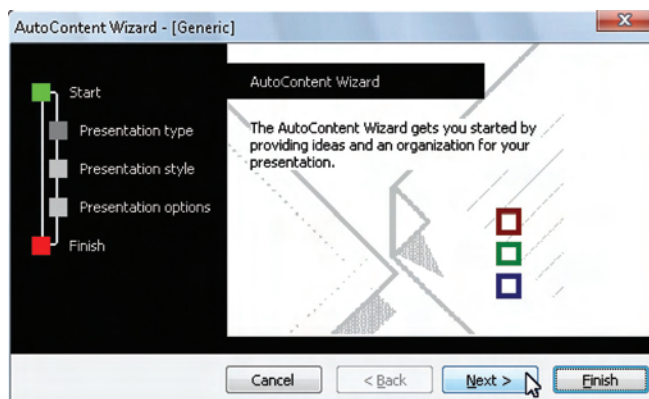 AutoContent Wizard - [Generic]
Start
Presentation type
Presentation style
Presentation options
Finish
AutoContent Wizard
The AutoContent Wizard gets you started by
providing ideas and an organization for your
presentation.
Cancel
< Back
Next >
Finish